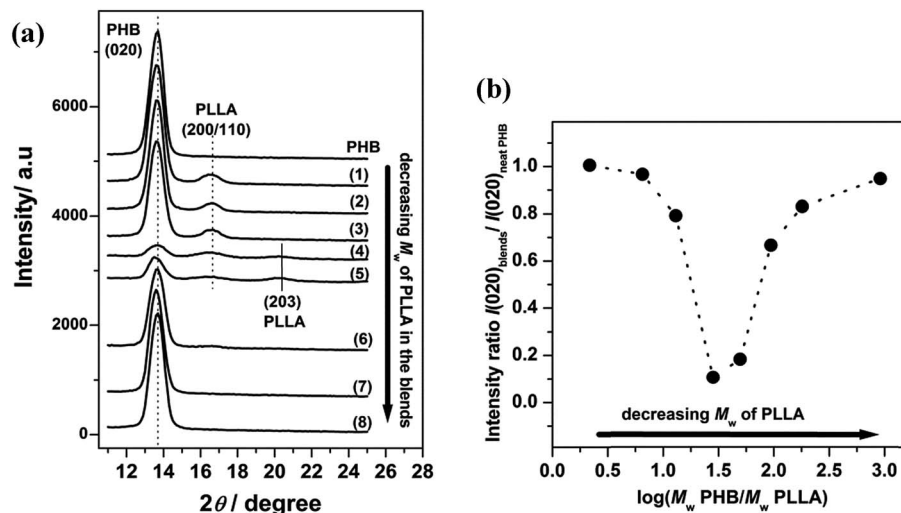 (a)
PHB
(020)
PLLA
(200/110)
PHB
(1)
(2)
(3)
(4)
(5)
(203)
PLLA
(6)
(7)
(8)
decreasing Mw of PLLA in the blends
Intensity/ a.u
6000
4000
2000
0
12 14 16 18 20 22 24 26 28
2θ / degree
(b)
Intensity ratio I(020)blends/ I(020)neat PHB
1.0
0.8
0.6
0.4
0.2
0.0
decreasing Mw of PLLA
0.0 0.5 1.0 1.5 2.0 2.5 3.0
log(Mw PHB/Mw PLLA)